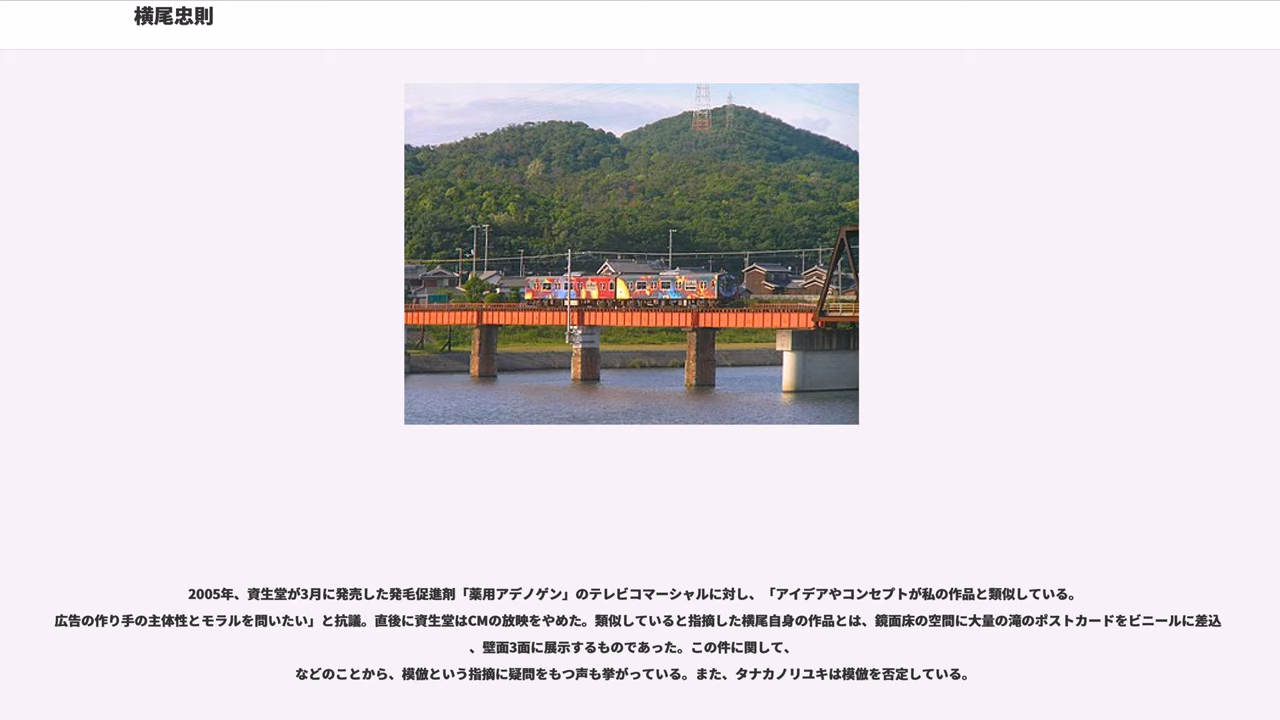 横尾忠則
2005年、資生堂が3月に発売した発毛促進剤「薬用アデノゲン」のテレビコマーシャルに対し、「アイデアやコンセプトが私の作品と類似している。
広告の作り手の主体性とモラルを問いたい」と抗議。直後に資生堂はCMの放映をやめた。類似していると指摘した横尾自身の作品とは、鏡面床の空間に大量の滝のポストカードをビニールに差込
、壁面3面に展示するものであった。この件に関して、
などのことから、模倣という指摘に疑問をもつ声も挙がっている。また、タナカノリユキは模倣を否定している。